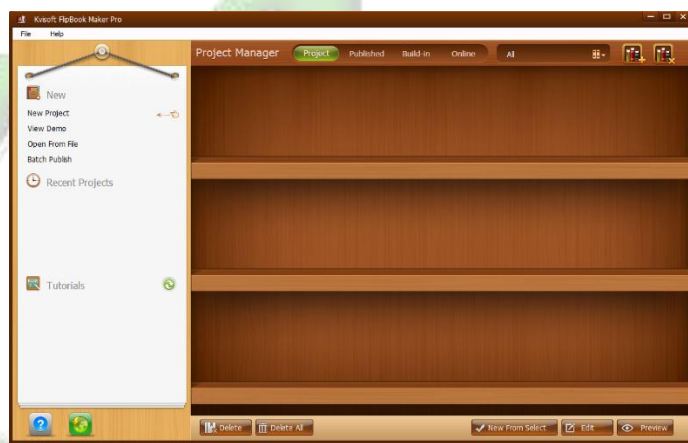 Kvisoft FlipBook Maker Pro
File Help
Project Manager Project Published Build-in Online All
New
New Project
View Demo
Open From File
Batch Publish
Recent Projects
Tutorials
Delete Delete All New From Select Edit Preview